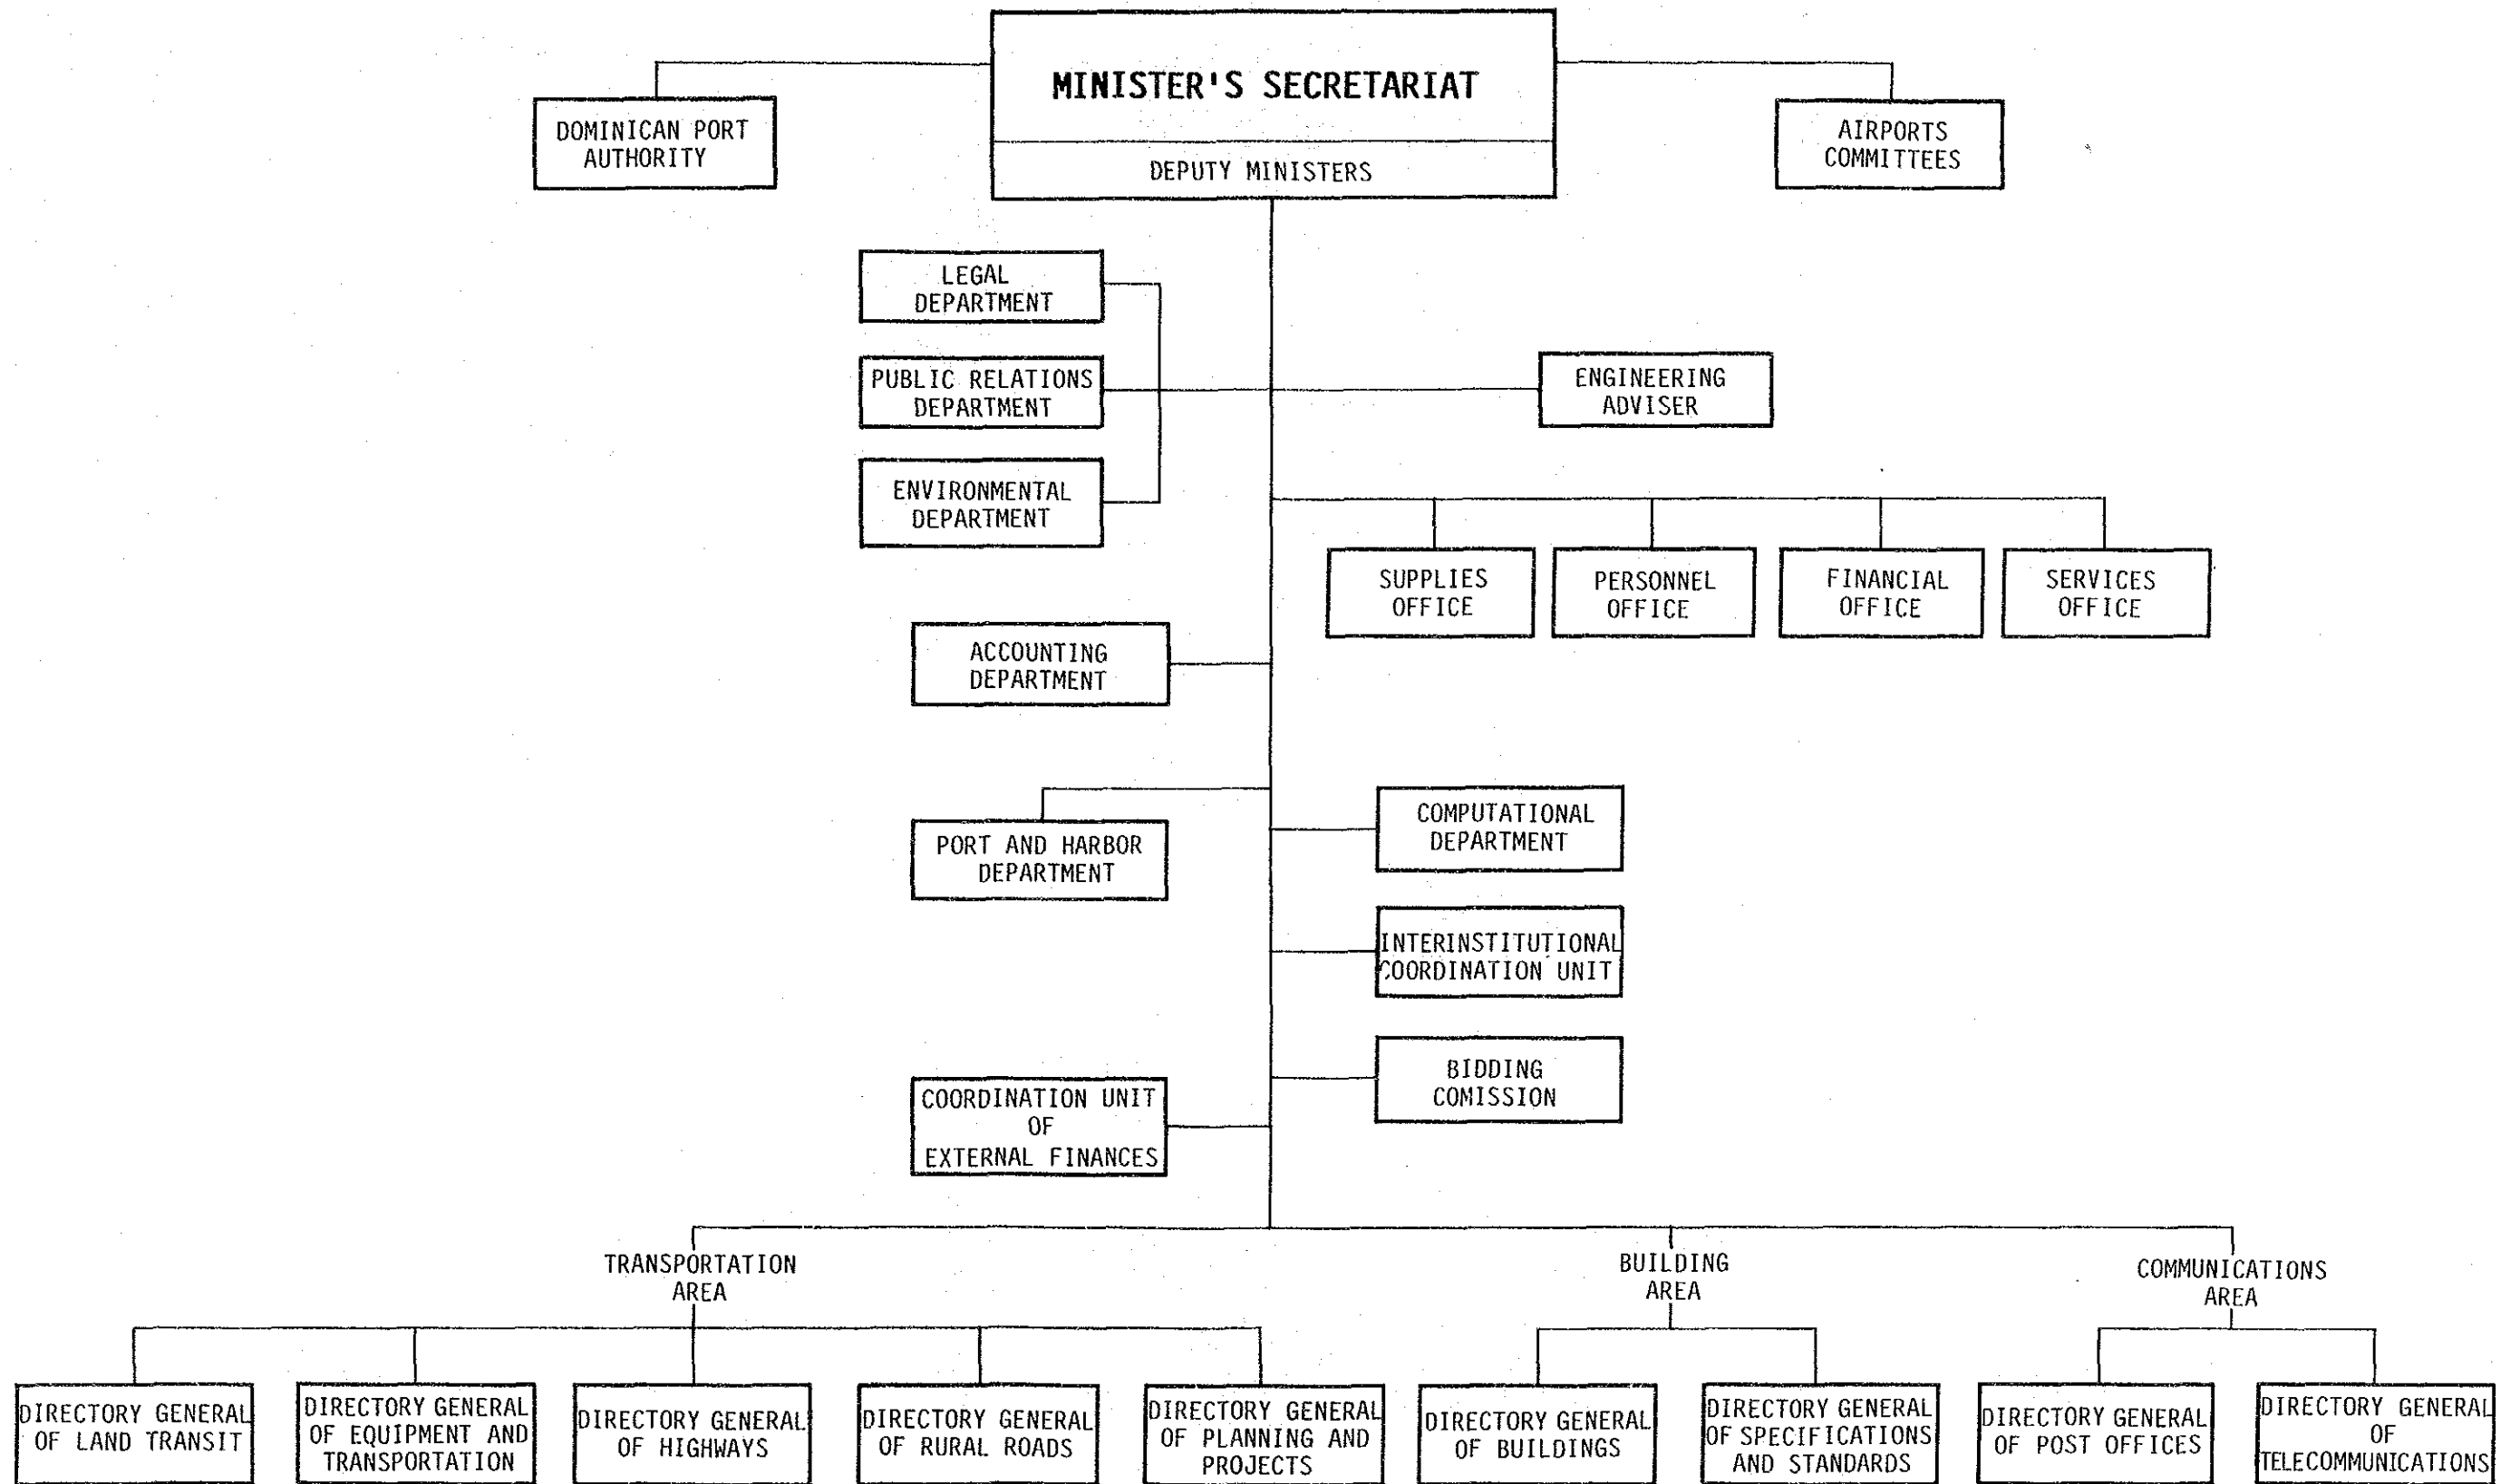 MINISTER'S SECRETARIAT
DEPUTY MINISTERS
DOMINICAN PORT
AUTHORITY
AIRPORTS
COMMITTEES
LEGAL
DEPARTMENT
PUBLIC RELATIONS
DEPARTMENT
ENGINEERING
ADVISER
ENVIRONMENTAL
DEPARTMENT
SUPPLIES
OFFICE
PERSONNEL
OFFICE
FINANCIAL
OFFICE
SERVICES
OFFICE
ACCOUNTING
DEPARTMENT
PORT AND HARBOR
DEPARTMENT
COMPUTATIONAL
DEPARTMENT
INTERINSTITUTIONAL
COORDINATION UNIT
BIDDING
COMISSION
COORDINATION UNIT
OF
EXTERNAL FINANCES
TRANSPORTATION
AREA
BUILDING
AREA
COMMUNICATIONS
AREA
DIRECTORY GENERAL
OF LAND TRANSIT
DIRECTORY GENERAL
OF EQUIPMENT AND
TRANSPORTATION
DIRECTORY GENERAL
OF HIGHWAYS
DIRECTORY GENERAL
OF RURAL ROADS
DIRECTORY GENERAL
OF PLANNING AND
PROJECTS
DIRECTORY GENERAL
OF BUILDINGS
DIRECTORY GENERAL
OF SPECIFICATIONS
AND STANDARDS
DIRECTORY GENERAL
OF POST OFFICES
DIRECTORY GENERAL
OF
TELECOMMUNICATIONS